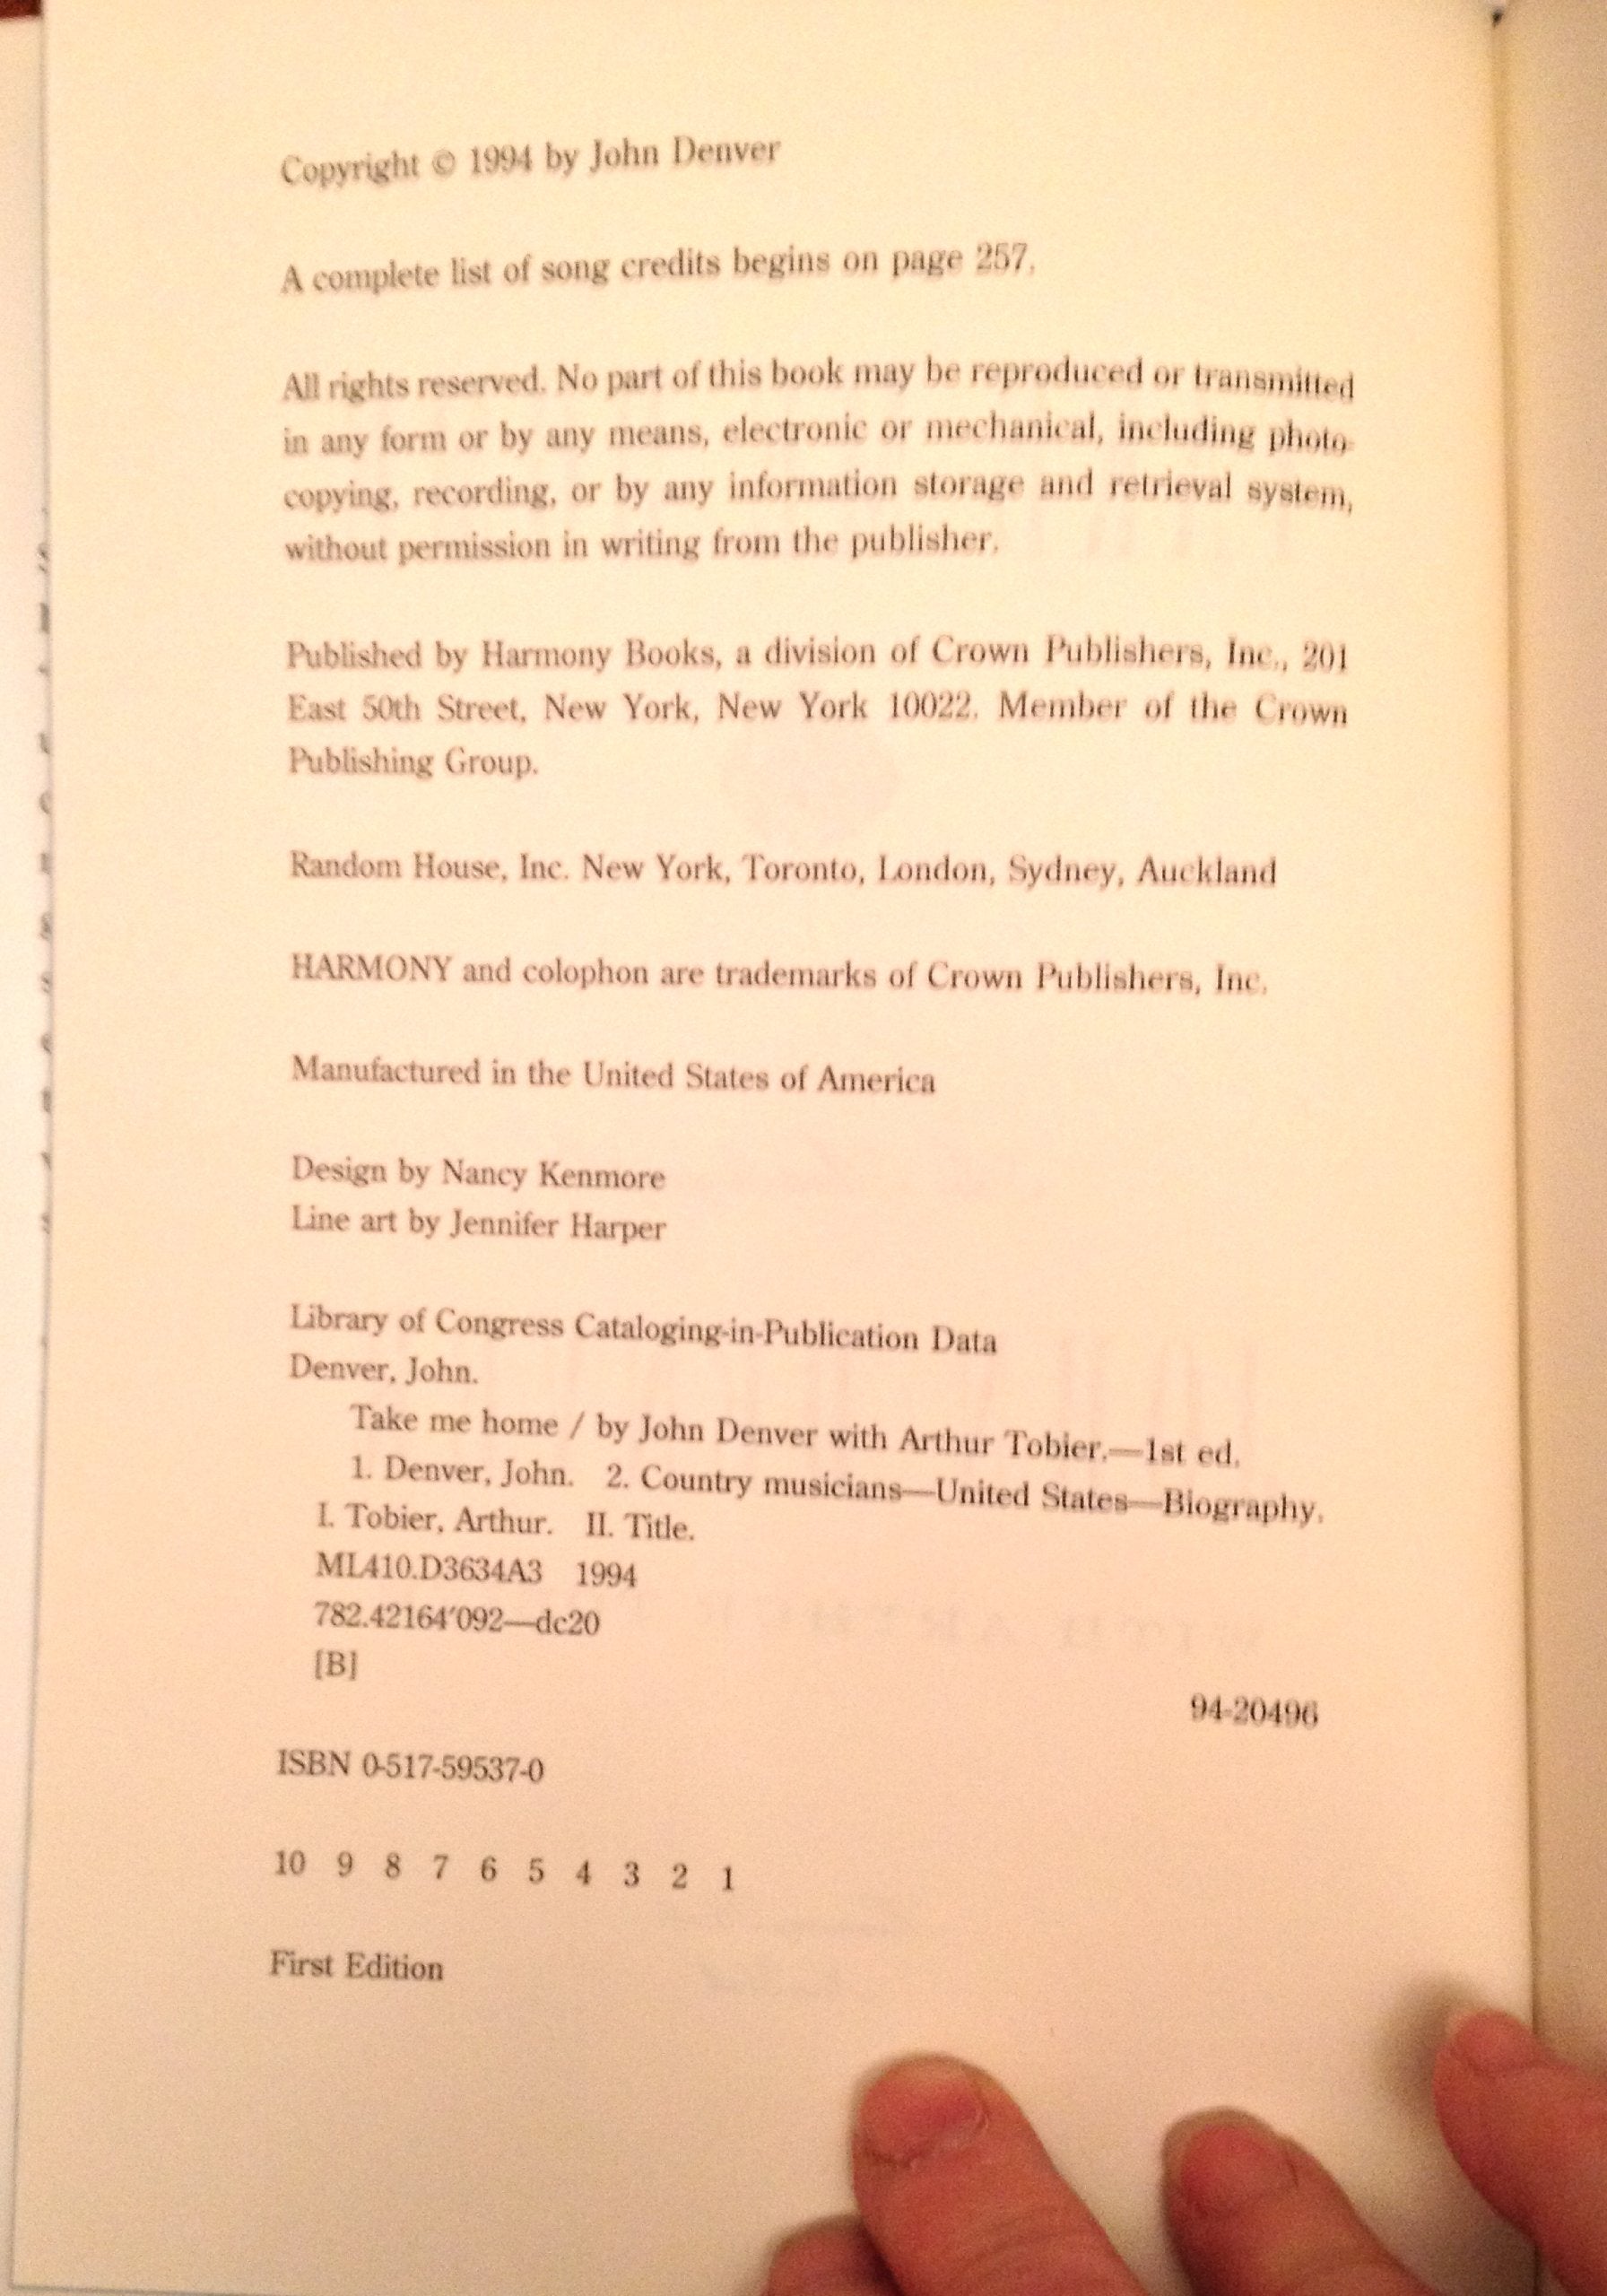 Copyright © 1994 by John Denver
A complete list of song credits begins on page 257.
All rights reserved. No part of this book may be reproduced or transmitted
in any form or by any means, electronic or mechanical, including photo-
copying, recording, or by any information storage and retrieval system,
without permission in writing from the publisher.
Published by Harmony Books, a division of Crown Publishers, Inc., 201
East 50th Street, New York, New York 10022. Member of the Crown
Publishing Group.
Random House, Inc. New York, Toronto, London, Sydney, Auckland
HARMONY and colophon are trademarks of Crown Publishers, Inc.
Manufactured in the United States of America
Design by Nancy Kenmore
Line art by Jennifer Harper
Library of Congress Cataloging-in-Publication Data
Denver, John.
Take me home / by John Denver with Arthur Tobier.—1st ed.
1. Denver, John. 2. Country musicians—United States—Biography.
I. Tobier, Arthur. II. Title.
ML410.D3634A3 1994
782.42164′092—dc20
[B]
94-20496
ISBN 0-517-59537-0
10 9 8 7 6 5 4 3 2 1
First Edition